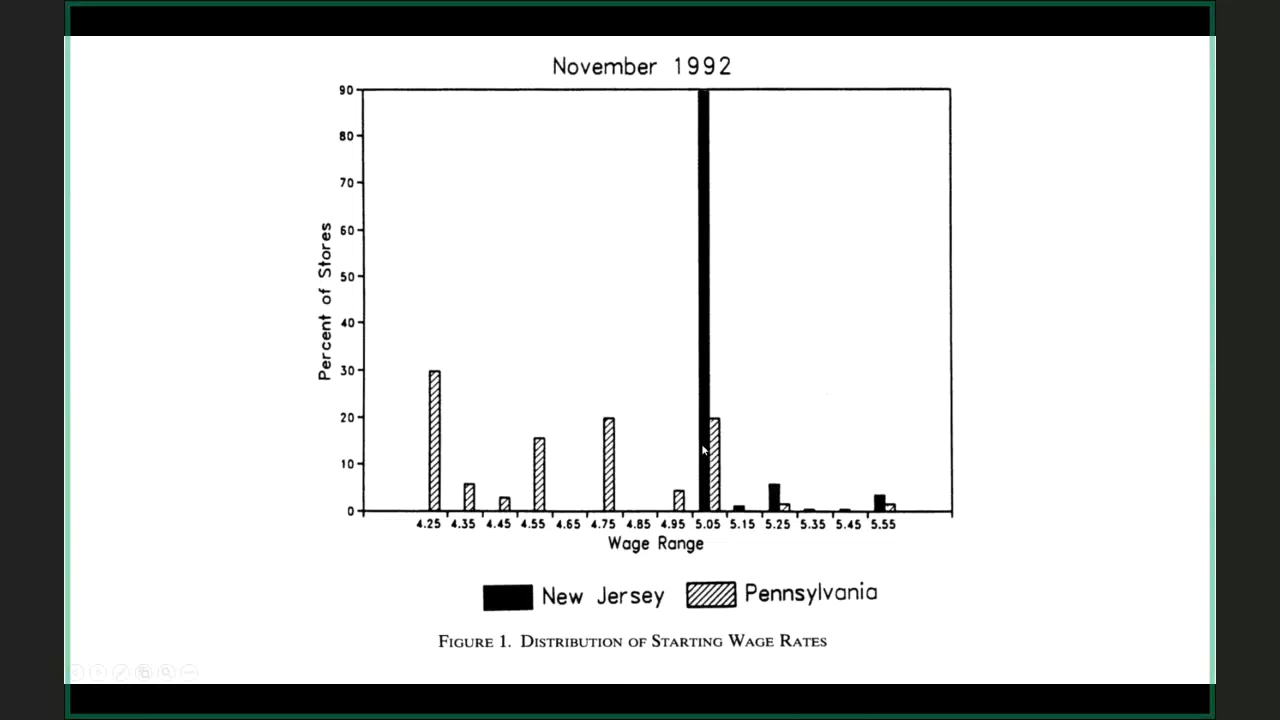 November 1992
Percent of Stores
90
80
70
60
50
40
30
20
10
0
4.25 4.35 4.45 4.55 4.65 4.75 4.85 4.95 5.05 5.15 5.25 5.35 5.45 5.55
Wage Range
New Jersey Pennsylvania
FIGURE 1. DISTRIBUTION OF STARTING WAGE RATES